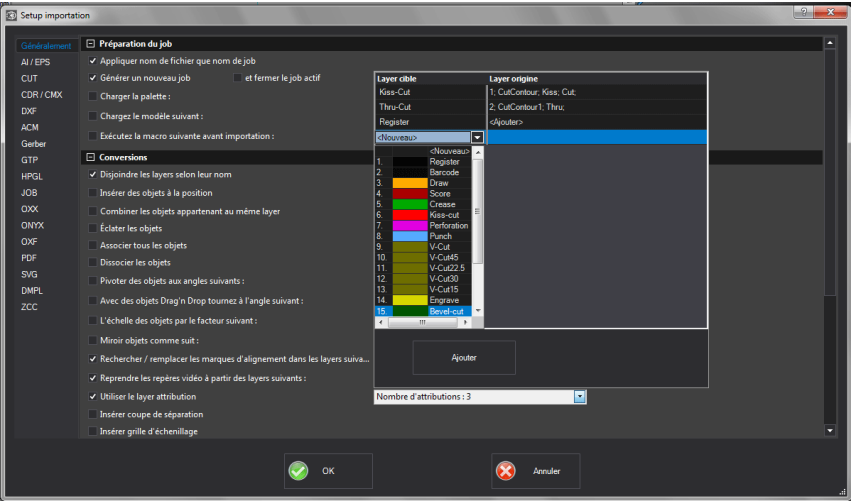 Setup importation
Généralement
AI / EPS
CUT
CDR / CMX
DXF
ACM
Gerber
GTP
HPGL
JOB
OXX
ONYX
OXF
PDF
SVG
DMPL
ZCC
Préparation du job
Appliquer nom de fichier que nom de job
Générer un nouveau job et fermer le job actif
Charger la palette :
Chargez le modèle suivant :
Exécutez la macro suivante avant importation :
Conversions
Disjoindre les layers selon leur nom
Insérer des objets à la position
Combiner les objets appartenant au même layer
Éclater les objets
Associer tous les objets
Dissocier les objets
Pivoter des objets aux angles suivants :
Avec des objets Drag'n Drop tournez à l'angle suivant :
L'échelle des objets par le facteur suivant :
Miroir objets comme suit :
Rechercher / remplacer les marques d'alignement dans les layers suiva...
Reprendre les repères vidéo à partir des layers suivants :
Utiliser le layer attribution
Insérer coupe de séparation
Insérer grille d'échenillage
Layer cible Layer origine
Kiss-Cut 1; CutContour; Kiss; Cut;
Thru-Cut 2; CutContour1; Thru;
Register <Ajouter>
<Nouveau>
<Nouveau>
1. Register
2. Barcode
3. Draw
4. Score
5. Crease
6. Kiss-cut
7. Perforation
8. Punch
9. V-Cut
10. V-Cut45
11. V-Cut22.5
12. V-Cut30
13. V-Cut15
14. Engrave
15. Bevel-cut
Ajouter
Nombre d'attributions : 3
OK
Annuler